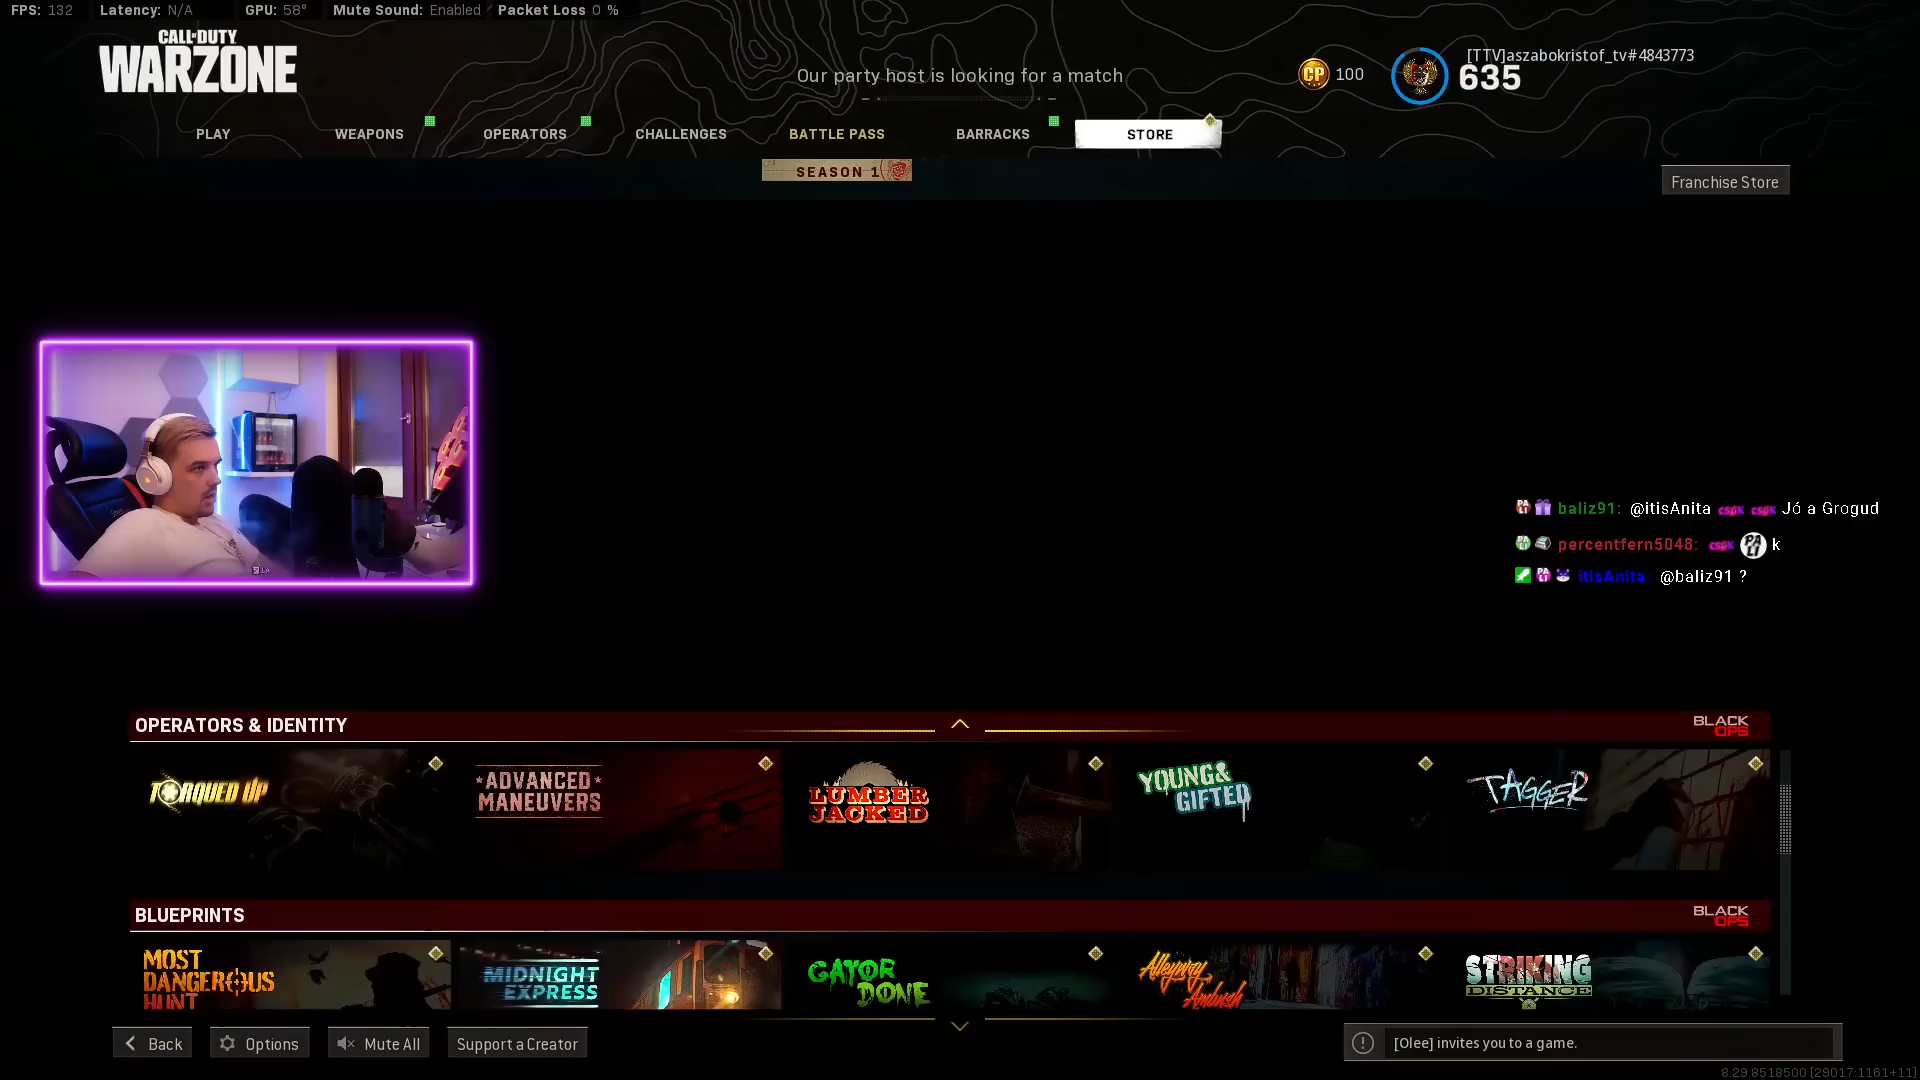 FPS: 132 Latency: N/A GPU: 58° Mute Sound: Enabled Packet Loss 0 %
CALL OF DUTY
WARZONE
Our party host is looking for a match
CP 100
[TTV]aszabokristof_tv#4843773
635
PLAY WEAPONS OPERATORS CHALLENGES BATTLE PASS BARRACKS STORE
SEASON 1
Franchise Store
baliz91: @itisAnita Jó a Grogud
percentfern5048: k
itisAnita: @baliz91 ?
OPERATORS & IDENTITY
BLACK OPS
TORQUED UP
ADVANCED
MANEUVERS
LUMBER
JACKED
YOUNG&
GIFTED
TAGGER
BLUEPRINTS
BLACK OPS
MOST
DANGEROUS
HUNT
MIDNIGHT
EXPRESS
GATOR
DONE
Alleyway
Ambush
STRIKING
DISTANCE
Back Options Mute All Support a Creator
[Olee] invites you to a game.
8.29 8518500 [29017:1161+11]